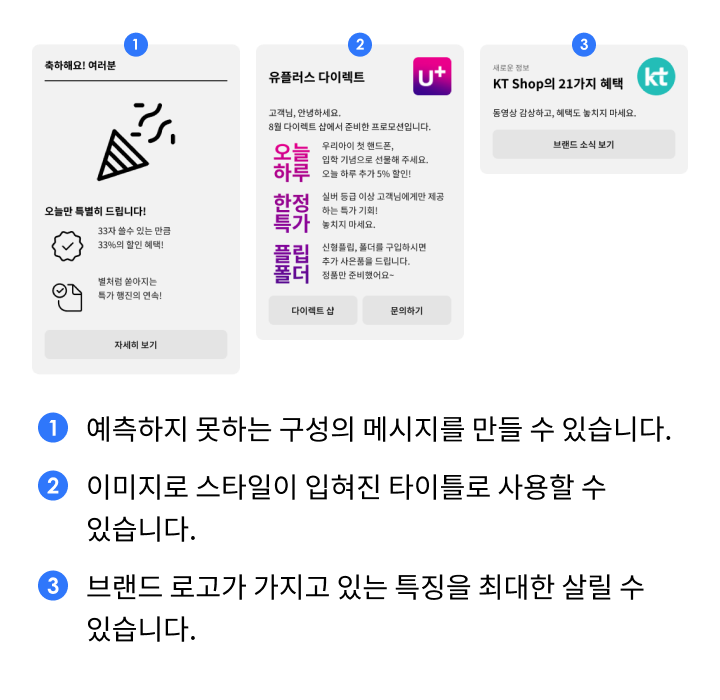 1
축하해요! 여러분
오늘만 특별히 드립니다!
33자 쓸수 있는 만큼
33%의 할인 혜택!
별처럼 쏟아지는
특가 행진의 연속!
자세히 보기
2
유플러스 다이렉트
U+
고객님, 안녕하세요.
8월 다이렉트 샵에서 준비한 프로모션입니다.
오늘
하루
우리아이 첫 핸드폰,
입학 기념으로 선물해 주세요.
오늘 하루 추가 5% 할인!
한정
특가
실버 등급 이상 고객님에게만 제공
하는 특가 기회!
놓치지 마세요.
플립
폴더
신형플립, 폴더를 구입하시면
추가 사은품을 드립니다.
정품만 준비했어요~
다이렉트 샵
문의하기
3
새로운 정보
KT Shop의 21가지 혜택
kt
동영상 감상하고, 혜택도 놓치지 마세요.
브랜드 소식 보기
1 예측하지 못하는 구성의 메시지를 만들 수 있습니다.
2 이미지로 스타일이 입혀진 타이틀로 사용할 수
있습니다.
3 브랜드 로고가 가지고 있는 특징을 최대한 살릴 수
있습니다.